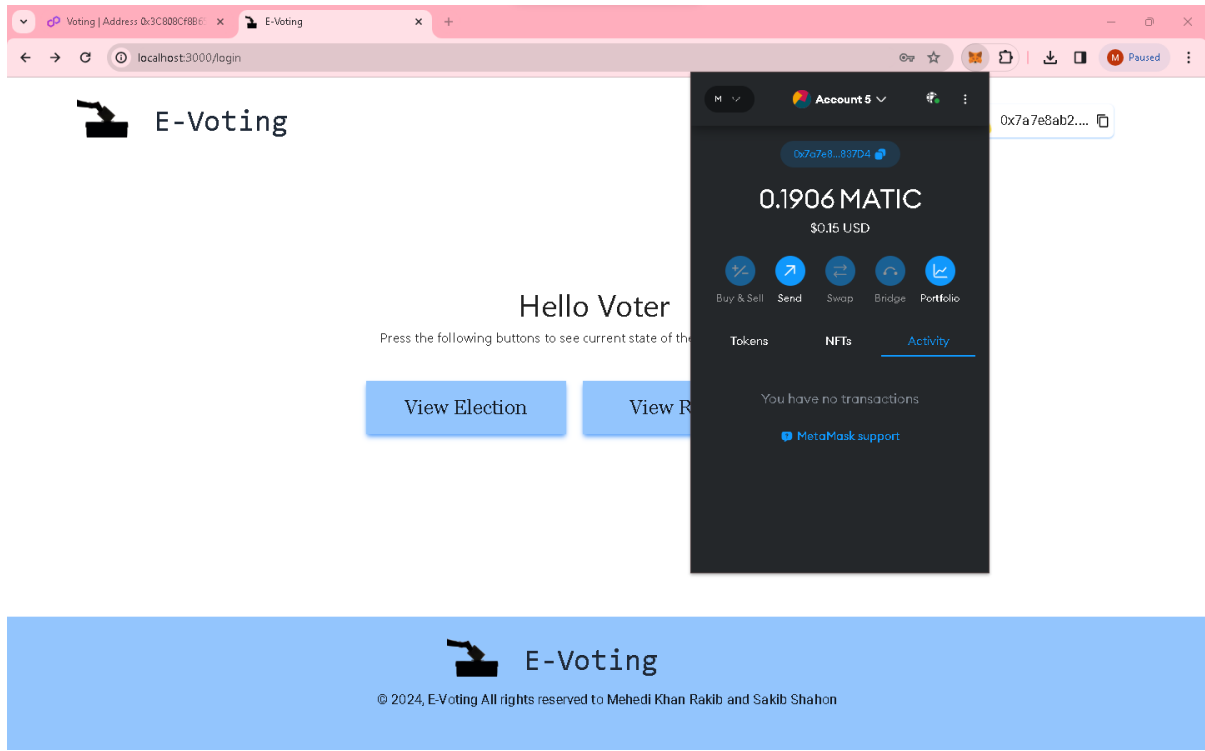 Voting | Address 0x3C808Cf8B6
E-Voting
localhost:3000/login
M Paused
E-Voting
0x7a7e8ab2....
M
Account 5
0x7a7e8...837D4
0.1906 MATIC
$0.15 USD
Buy & Sell Send Swap Bridge Portfolio
Tokens NFTs Activity
You have no transactions
MetaMask support
Hello Voter
Press the following buttons to see current state of the
View Election
View R
E-Voting
© 2024, E-Voting All rights reserved to Mehedi Khan Rakib and Sakib Shahon